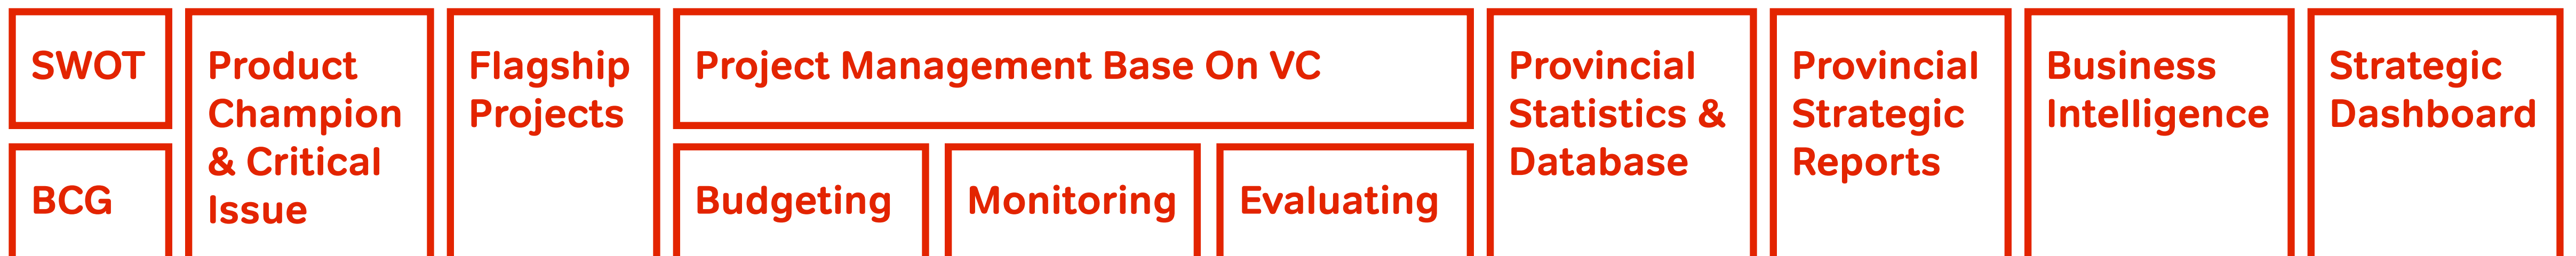 SWOT
BCG
Product
Champion
& Critical
Issue
Flagship
Projects
Project Management Base On VC
Budgeting
Monitoring
Evaluating
Provincial
Statistics &
Database
Provincial
Strategic
Reports
Business
Intelligence
Strategic
Dashboard